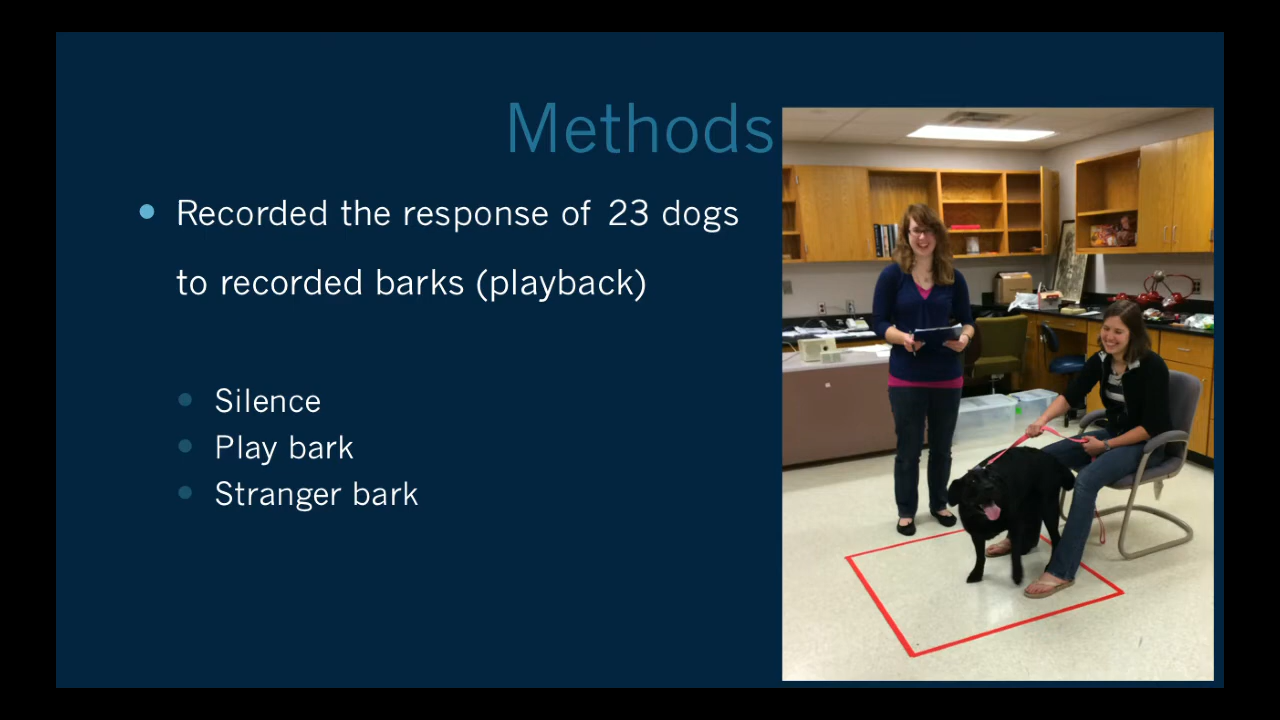 Methods
Recorded the response of 23 dogs
to recorded barks (playback)
Silence
Play bark
Stranger bark